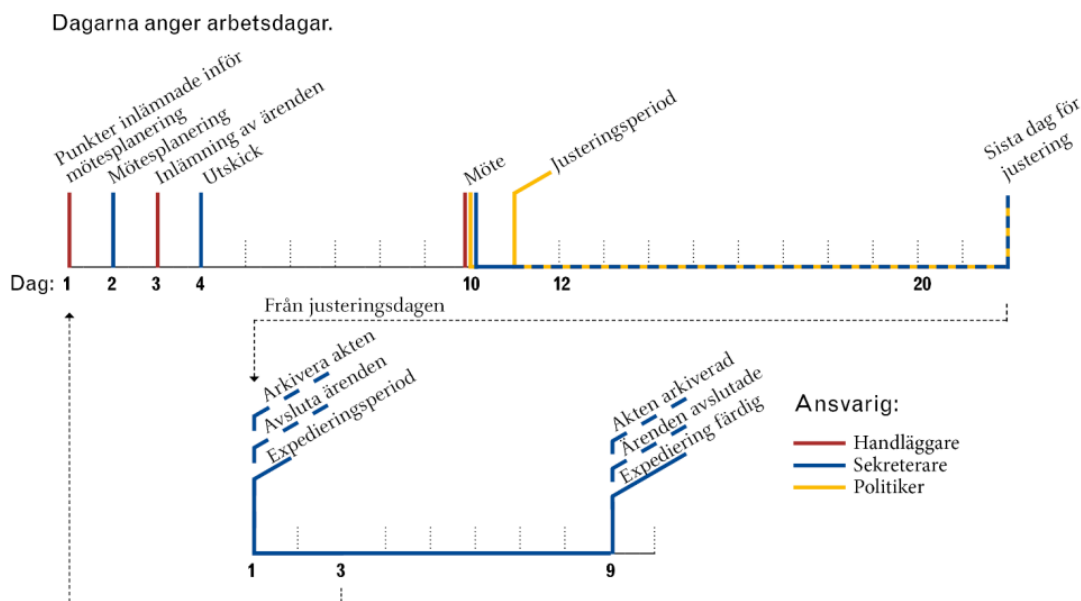 Dagarna anger arbetsdagar.
Punkter inlämnade inför
mötesplanering
Mötesplanering
Inlämning av ärenden
Utskick
Möte
Justeringsperiod
Sista dag för
justering
Dag: 1 2 3 4 10 12 20
Från justeringsdagen
Arkivera akten
Avsluta ärenden
Expedieringsperiod
Akten arkiverad
Ärenden avslutade
Expediering färdig
1 3 9
Ansvarig:
Handläggare
Sekreterare
Politiker